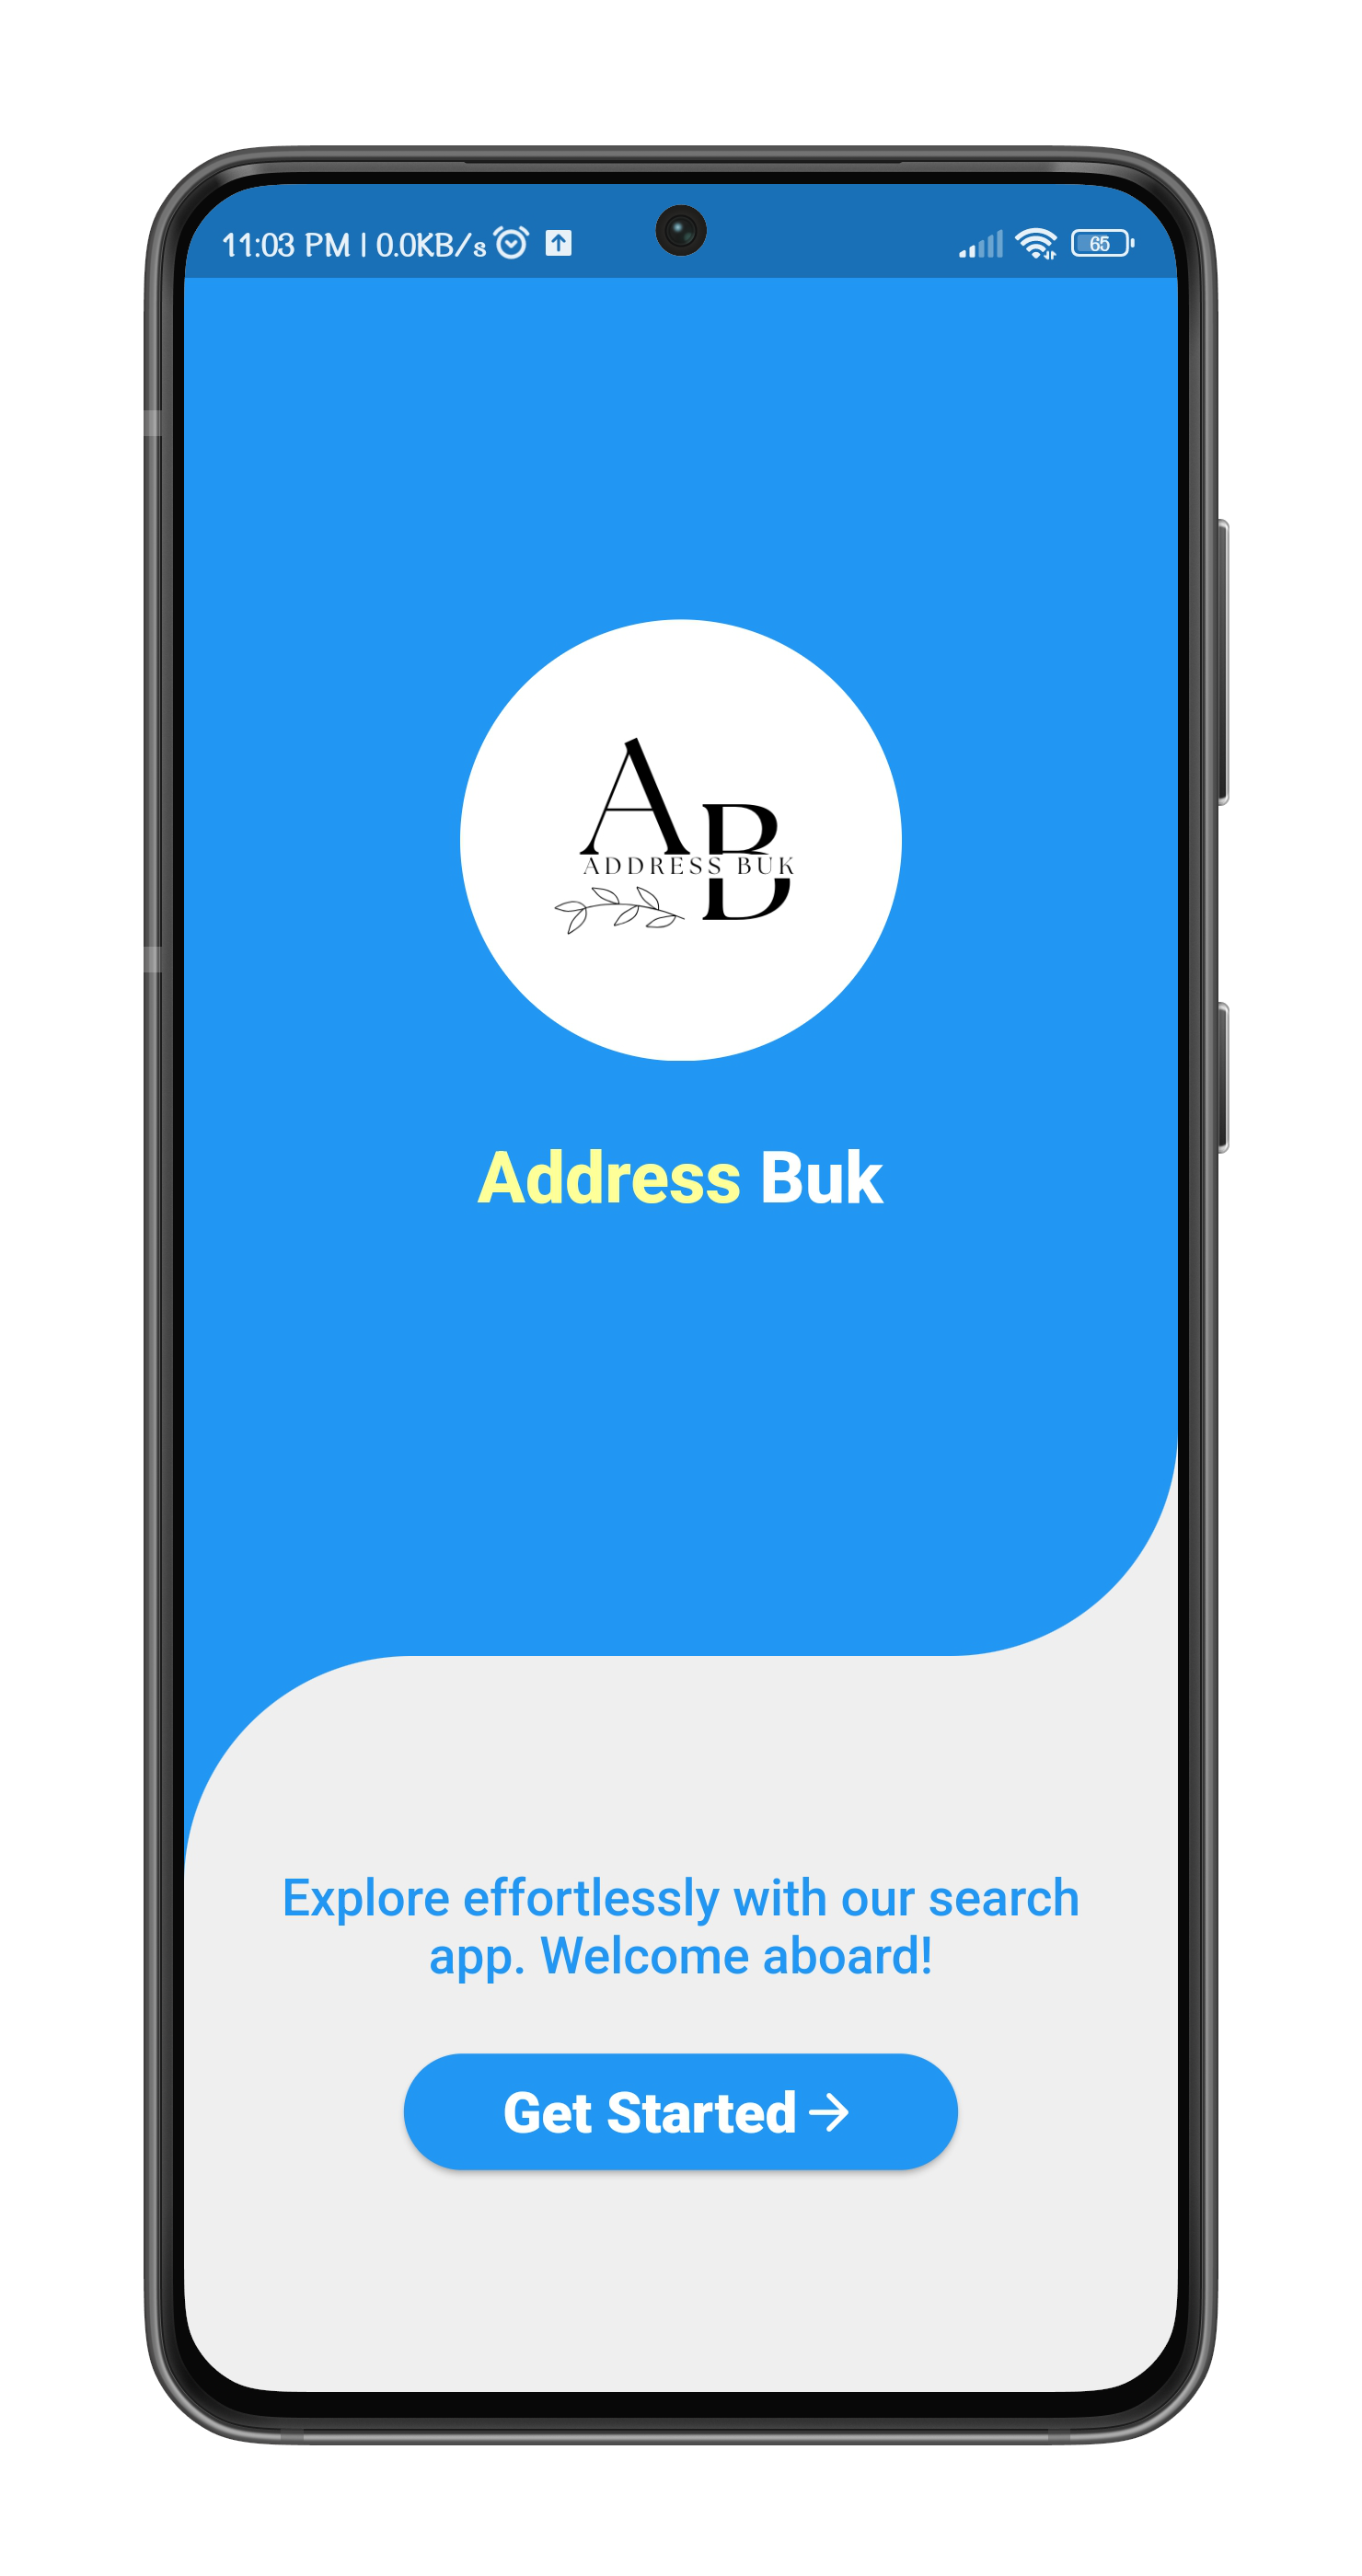 11:03 PM | 0.0KB/s
65
A
B
ADDRESS BUK
Address Buk
Explore effortlessly with our search
app. Welcome aboard!
Get Started